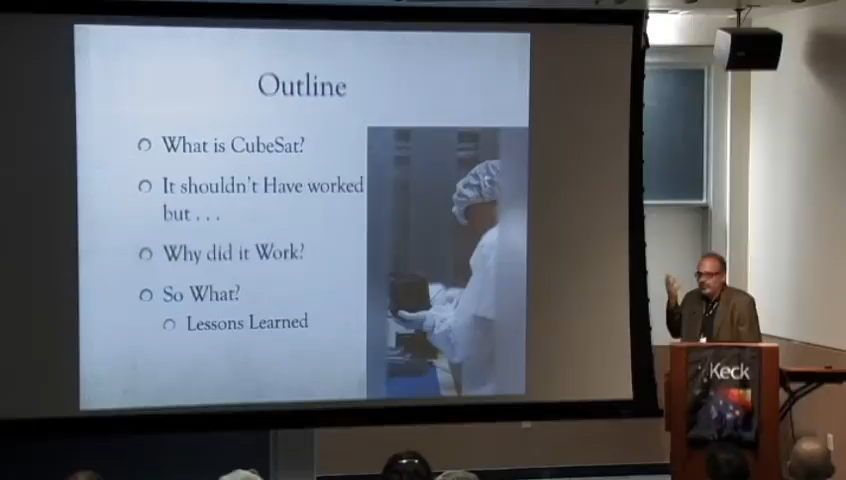 Outline
What is CubeSat?
It shouldn't Have worked
but . . .
Why did it Work?
So What?
Lessons Learned
Keck